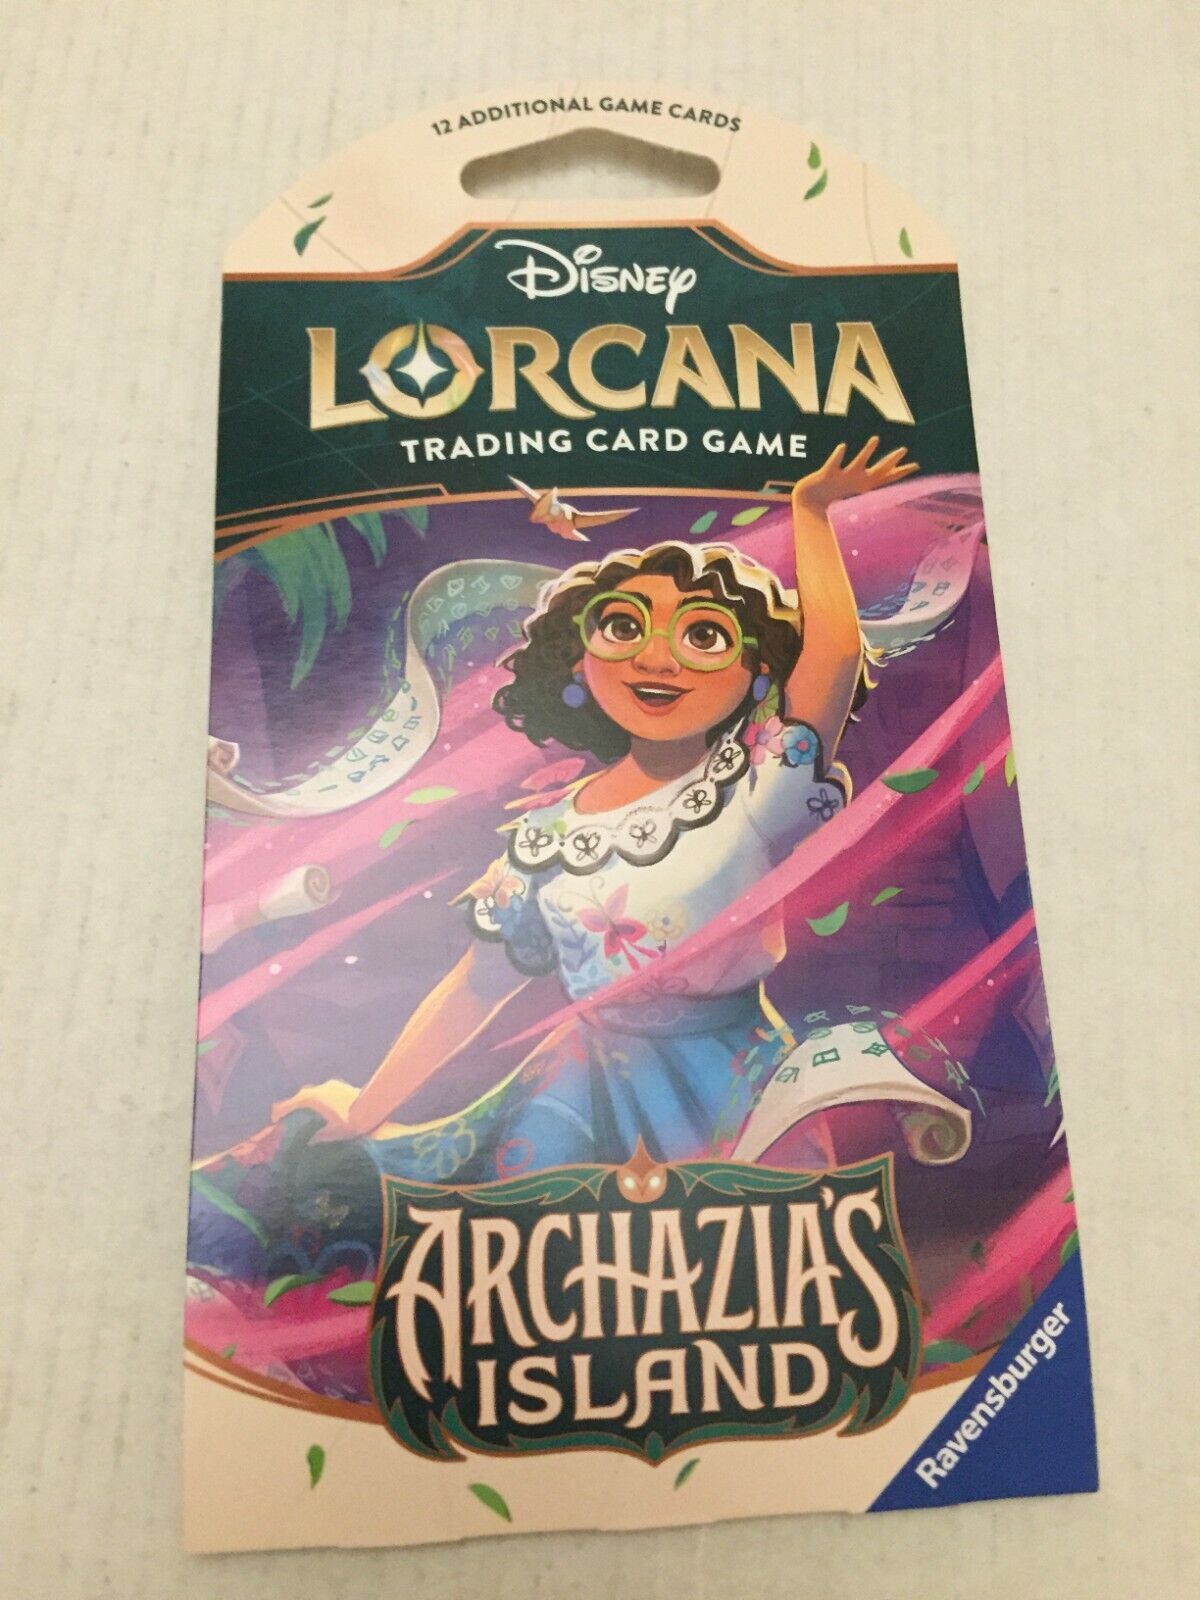 12 ADDITIONAL GAME CARDS
Disney
LORCANA
TRADING CARD GAME
ARCHAZIA'S
ISLAND
Ravensburger